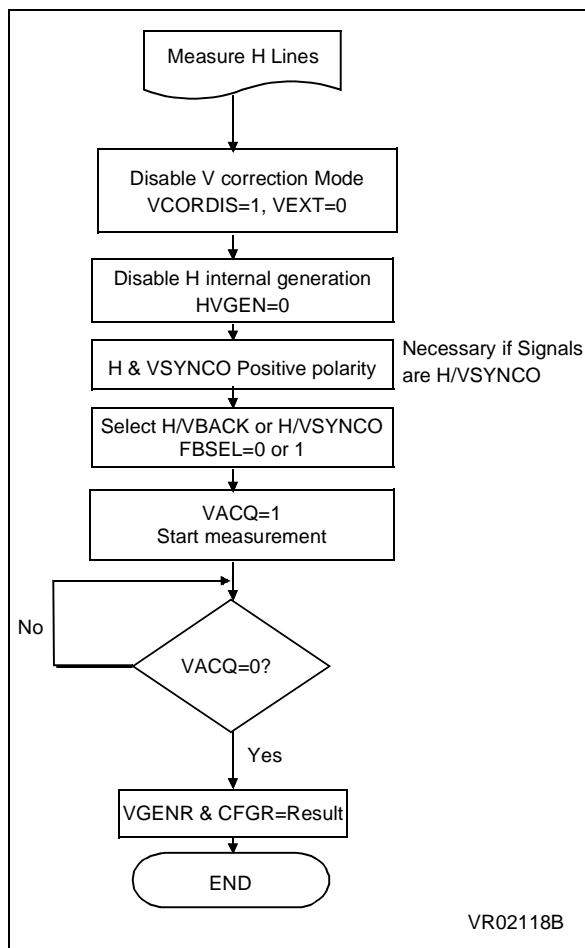 Measure H Lines
Disable V correction Mode
VCORDIS=1, VEXT=0
Disable H internal generation
HVGEN=0
H & VSYNCO Positive polarity
Necessary if Signals
are H/VSYNCO
Select H/VBACK or H/VSYNCO
FBSEL=0 or 1
VACQ=1
Start measurement
No
VACQ=0?
Yes
VGENR & CFGR=Result
END
VR02118B